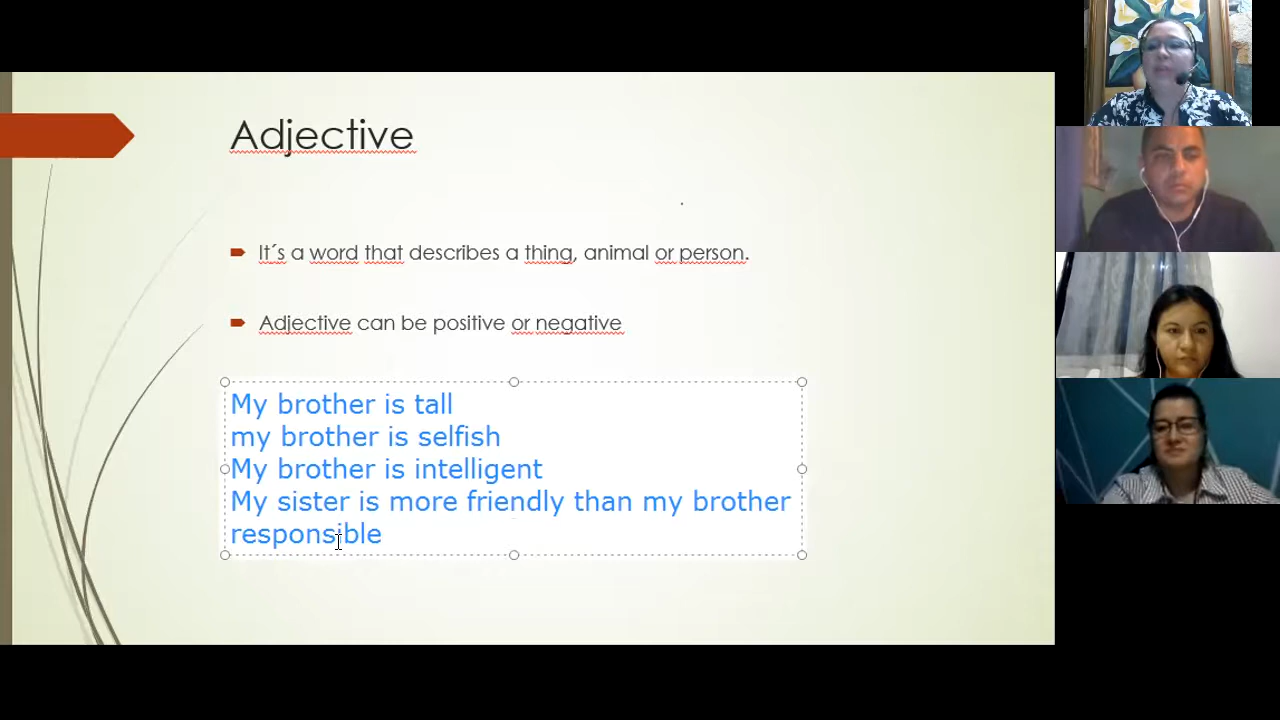 Adjective
It´s a word that describes a thing, animal or person.
Adjective can be positive or negative
My brother is tall
my brother is selfish
My brother is intelligent
My sister is more friendly than my brother
responsible